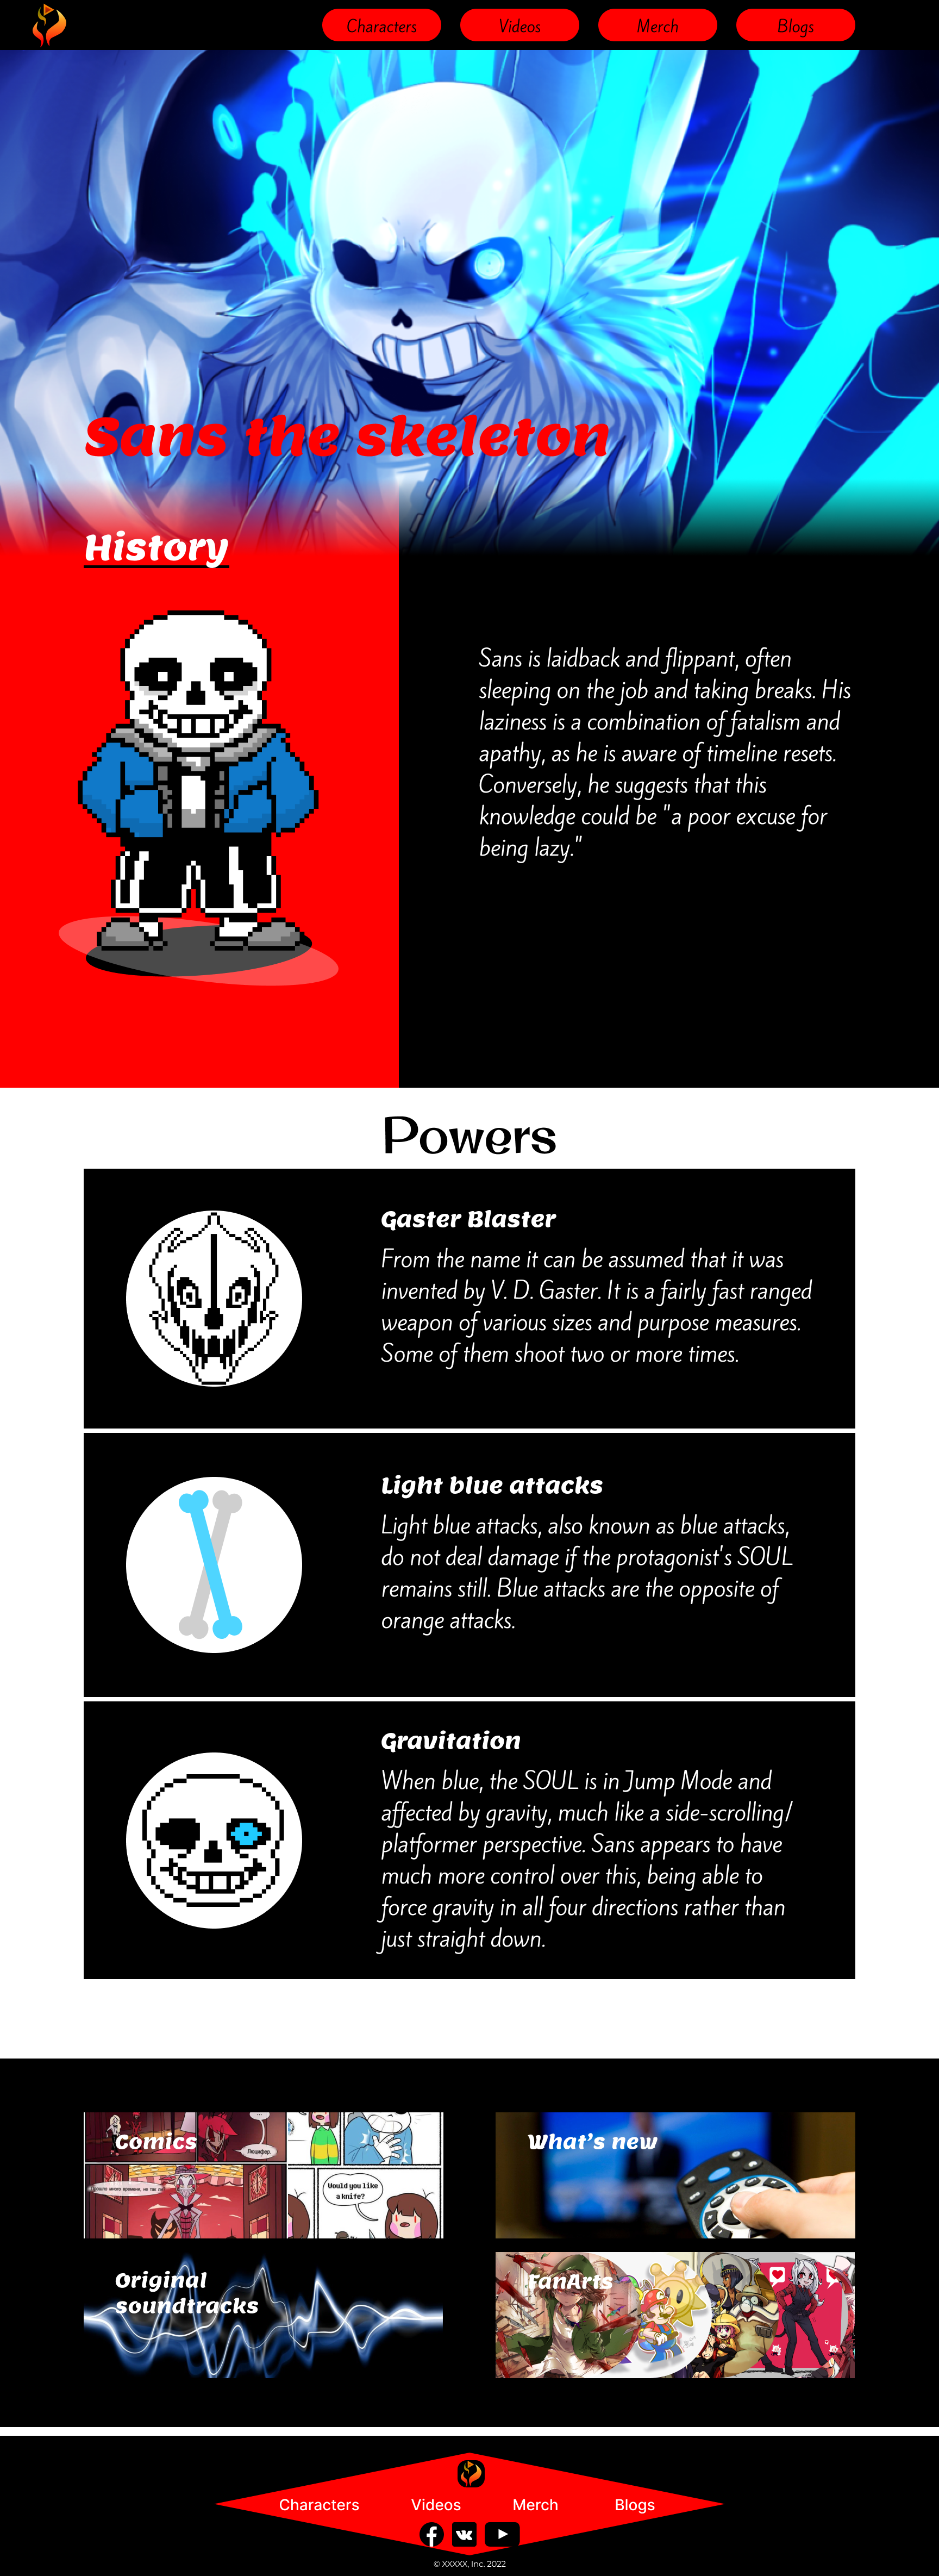 Characters
Videos
Merch
Blogs
Sans the skeleton
History
Sans is laidback and flippant, often
sleeping on the job and taking breaks. His
laziness is a combination of fatalism and
apathy, as he is aware of timeline resets.
Conversely, he suggests that this
knowledge could be "a poor excuse for
being lazy."
Powers
Gaster Blaster
From the name it can be assumed that it was
invented by V. D. Gaster. It is a fairly fast ranged
weapon of various sizes and purpose measures.
Some of them shoot two or more times.
Light blue attacks
Light blue attacks, also known as blue attacks,
do not deal damage if the protagonist's SOUL
remains still. Blue attacks are the opposite of
orange attacks.
Gravitation
When blue, the SOUL is in Jump Mode and
affected by gravity, much like a side-scrolling/
platformer perspective. Sans appears to have
much more control over this, being able to
force gravity in all four directions rather than
just straight down.
Comics
Люцифер,
много времени, не так ли
Would you like
a knife?
What's new
Original
soundtracks
FanArts
Characters
Videos
Merch
Blogs
© XXXXX, Inc. 2022